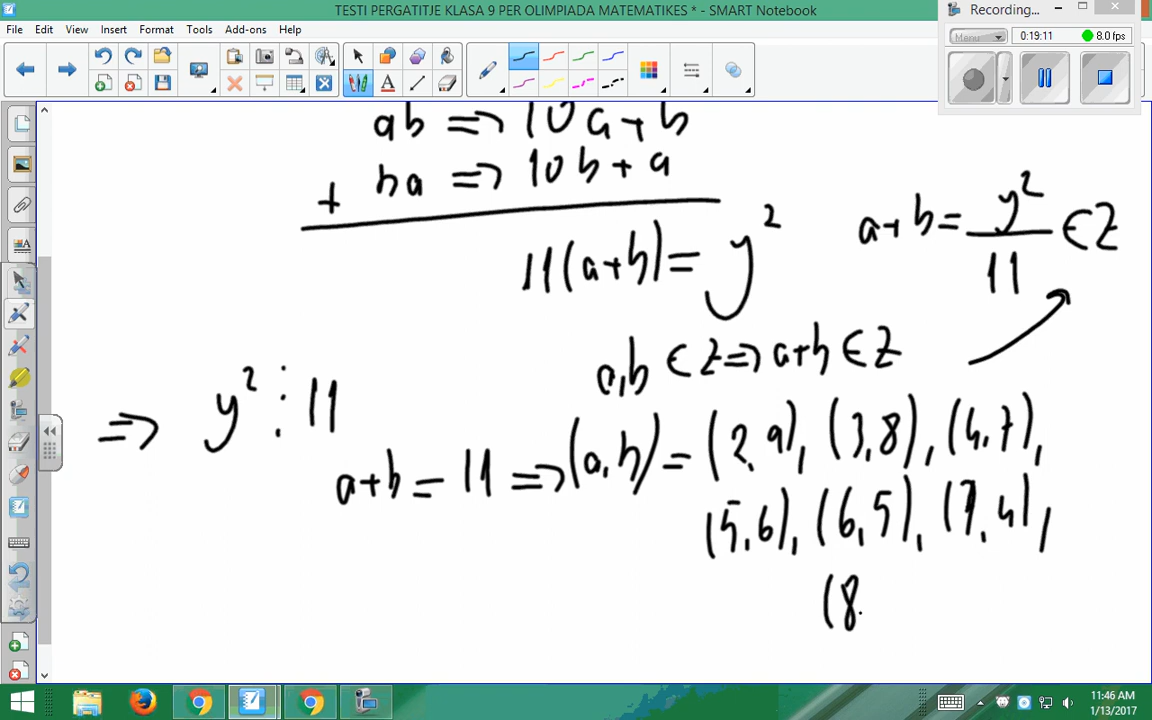 TESTI PERGATITJE KLASA 9 PER OLIMPIADA MATEMATIKES * - SMART Notebook
Recording...
File Edit View Insert Format Tools Add-ons Help
Menu 0:19:11 8.0 fps
ab => 10a+b
+ ba => 10b+a
11(a+b) = y²
a+b = y²/11 ∈ Z
a,b ∈ Z => a+b ∈ Z
=> y² ⋮ 11
a+b = 11 => (a,b) = (2,9), (3,8), (4,7),
(5,6), (6,5), (7,4),
(8,
11:46 AM
1/13/2017